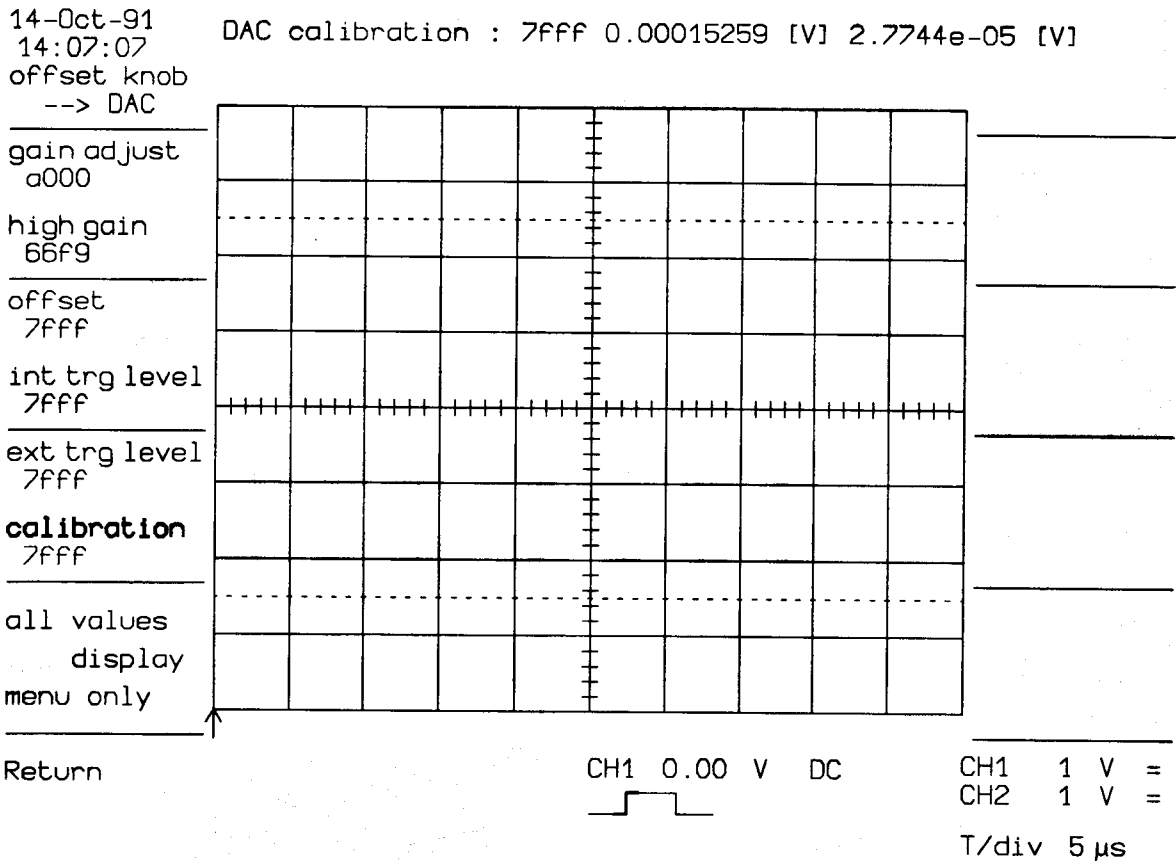 14-Oct-91
14:07:07
DAC calibration : 7fff 0.00015259 [V] 2.7744e-05 [V]
offset knob
--> DAC
gain adjust
a000
high gain
66f9
offset
7fff
int trg level
7fff
ext trg level
7fff
calibration
7fff
all values
display
menu only
Return
CH1 0.00 V DC
CH1 1 V =
CH2 1 V =
T/div 5 µs